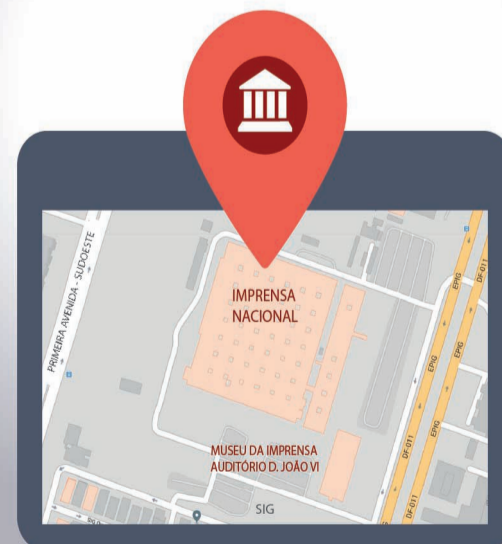 PRIMEIRA AVENIDA - SUDOESTE
IMPRENSA
NACIONAL
EPIG
DF-011
EPIG
EPIG
MUSEU DA IMPRENSA
AUDITÓRIO D. JOÃO VI
DF-011
EPIG
DF-011
SIG